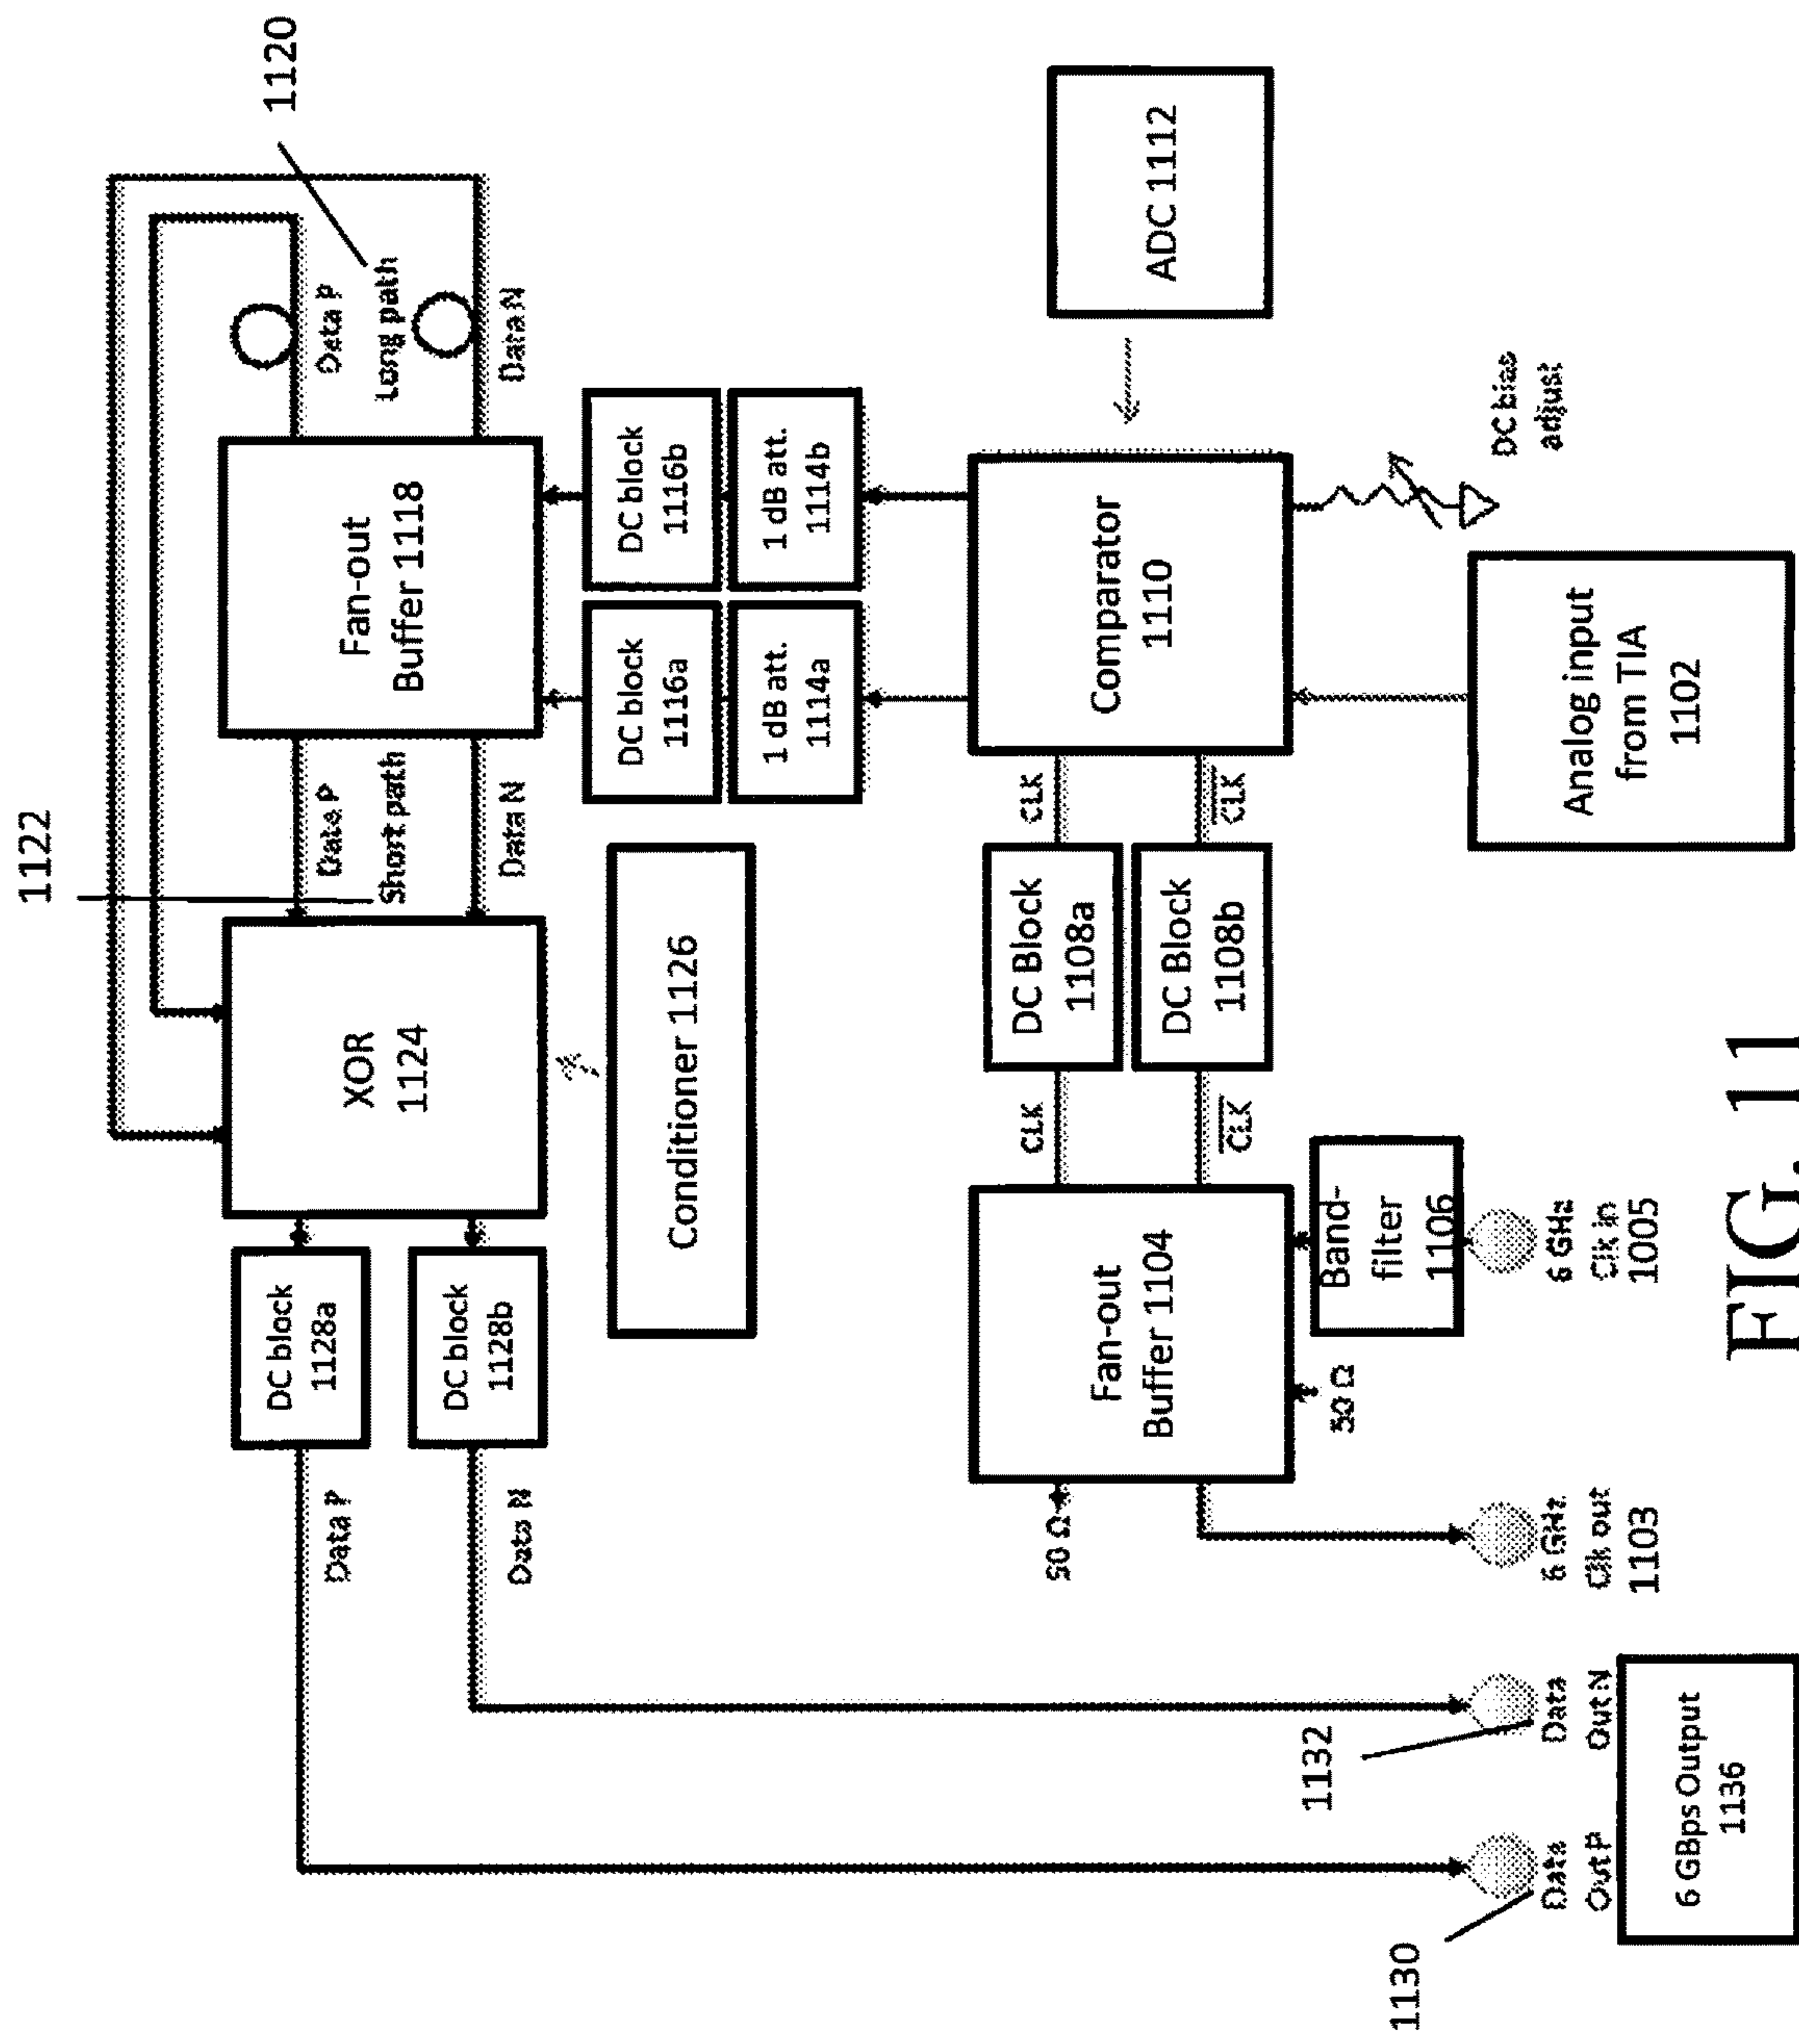 1122
1120
Data P
Data N
DC block
1128a
DC block
1128b
XOR
1124
Data P
Short path
Data N
Fan-out
Buffer 1118
Data P
Long path
Data N
Conditioner 1126
DC block
1116a
DC block
1116b
1 dB att.
1114a
1 dB att.
1114b
50 Ω
Fan-out
Buffer 1104
CLK
CLK
DC Block
1108a
DC Block
1108b
CLK
CLK
Comparator
1110
ADC 1112
50 Ω
Band-
filter
1106
1130
1132
Data
Out P
Data
Out N
6 GBps Output
1136
6 GHz
Clk out
1103
6 GHz
Clk in
1005
Analog input
from TIA
1102
DC bias
adjust
FIG. 11